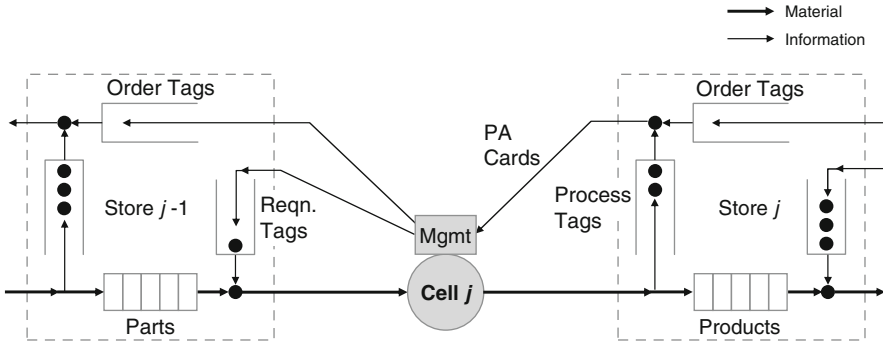 Material
Information
Order Tags
Order Tags
PA
Cards
Store j -1
Reqn.
Tags
Process
Tags
Store j
Mgmt
Cell j
Parts
Products